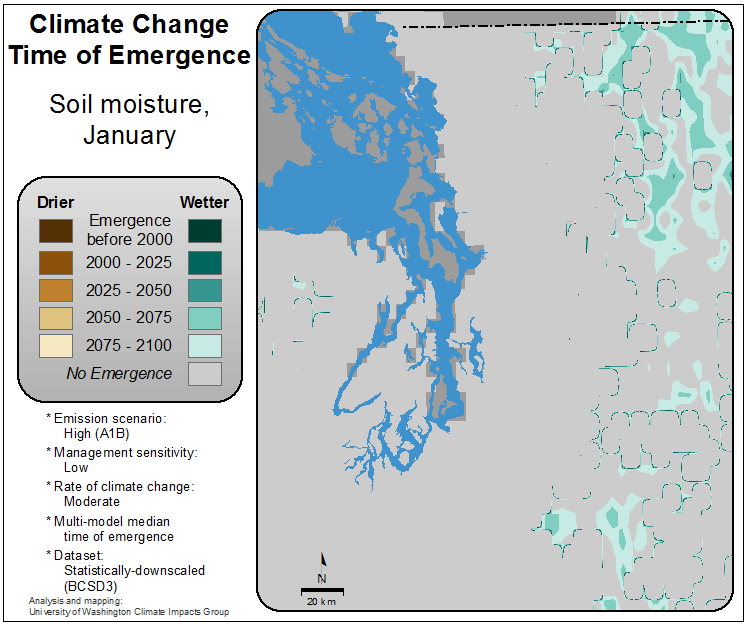 Climate Change
Time of Emergence
Soil moisture,
January
Drier Wetter
Emergence
before 2000
2000 - 2025
2025 - 2050
2050 - 2075
2075 - 2100
No Emergence
* Emission scenario:
High (A1B)
* Management sensitivity:
Low
* Rate of climate change:
Moderate
* Multi-model median
time of emergence
* Dataset:
Statistically-downscaled
(BCSD3)
Analysis and mapping:
University of Washington Climate Impacts Group
N
20 km